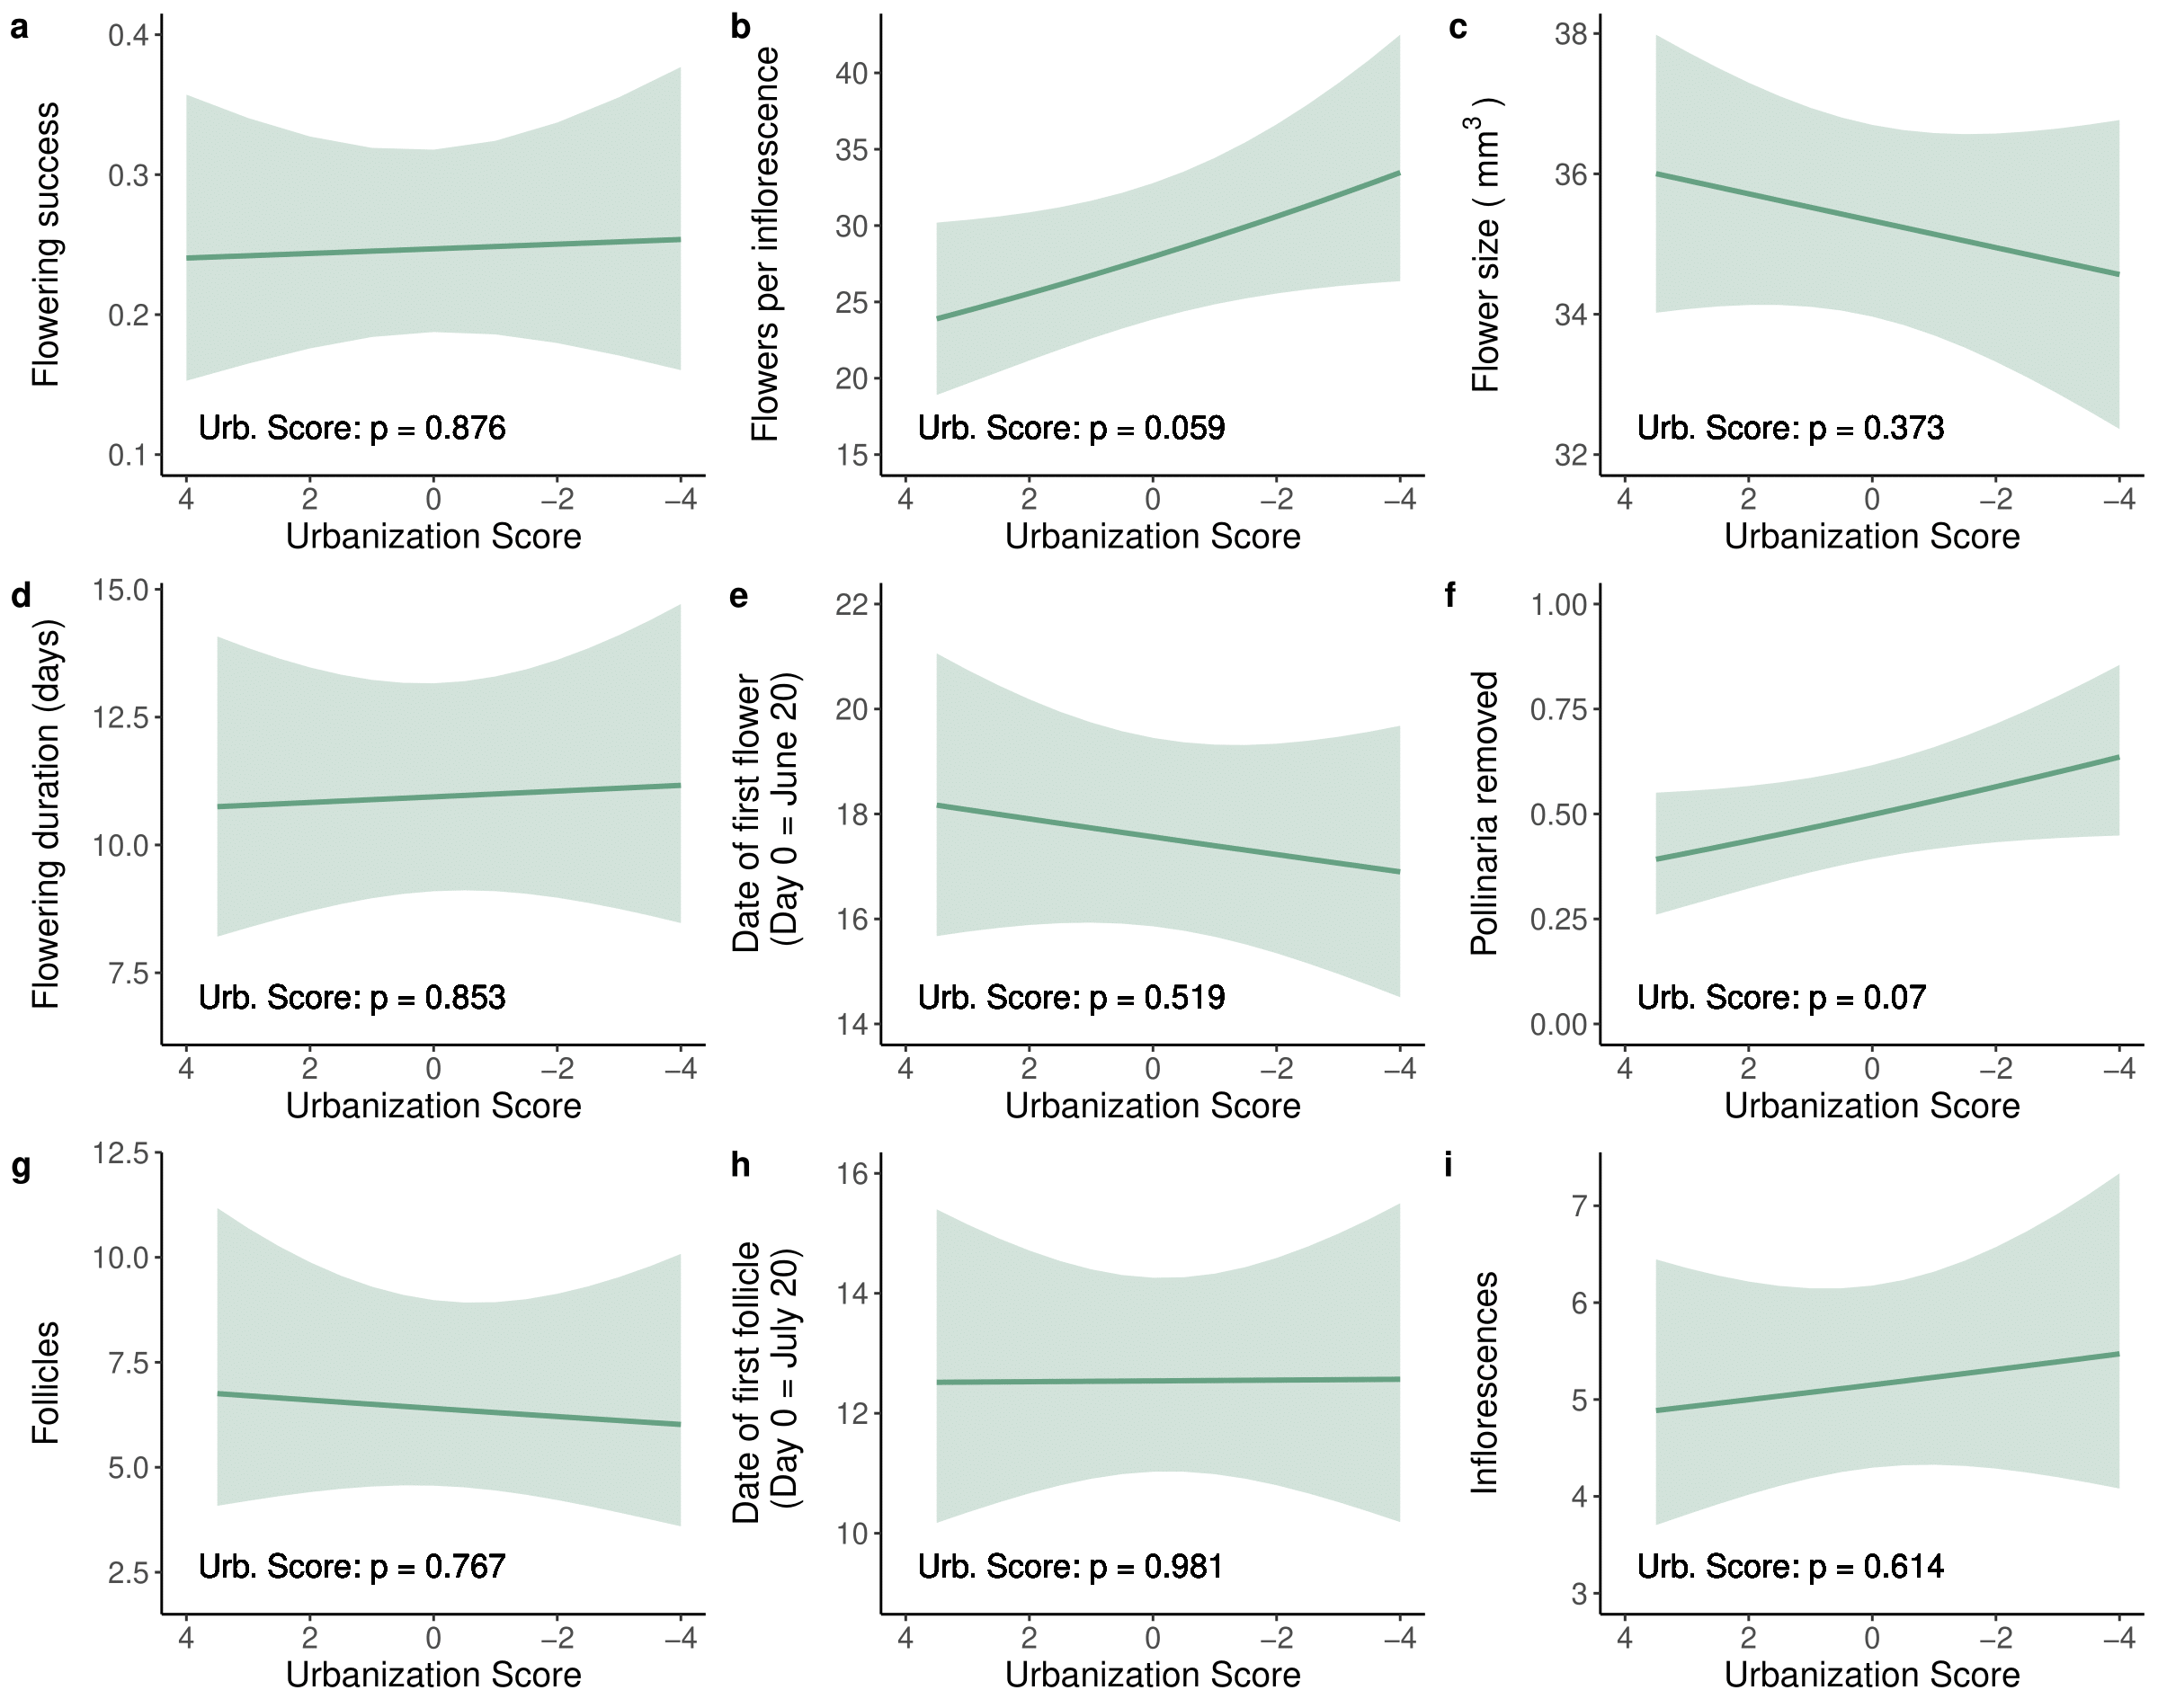 a
Flowering success
0.4
0.3
0.2
0.1
Urb. Score: p = 0.876
4 2 0 −2 −4
Urbanization Score
b
Flowers per inflorescence
40
35
30
25
20
15
Urb. Score: p = 0.059
4 2 0 −2 −4
Urbanization Score
c
Flower size ( mm³ )
38
36
34
32
Urb. Score: p = 0.373
4 2 0 −2 −4
Urbanization Score
d
Flowering duration (days)
15.0
12.5
10.0
7.5
Urb. Score: p = 0.853
4 2 0 −2 −4
Urbanization Score
e
Date of first flower
(Day 0 = June 20)
22
20
18
16
14
Urb. Score: p = 0.519
4 2 0 −2 −4
Urbanization Score
f
Pollinaria removed
1.00
0.75
0.50
0.25
0.00
Urb. Score: p = 0.07
4 2 0 −2 −4
Urbanization Score
g
Follicles
12.5
10.0
7.5
5.0
2.5
Urb. Score: p = 0.767
4 2 0 −2 −4
Urbanization Score
h
Date of first follicle
(Day 0 = July 20)
16
14
12
10
Urb. Score: p = 0.981
4 2 0 −2 −4
Urbanization Score
i
Inflorescences
7
6
5
4
3
Urb. Score: p = 0.614
4 2 0 −2 −4
Urbanization Score